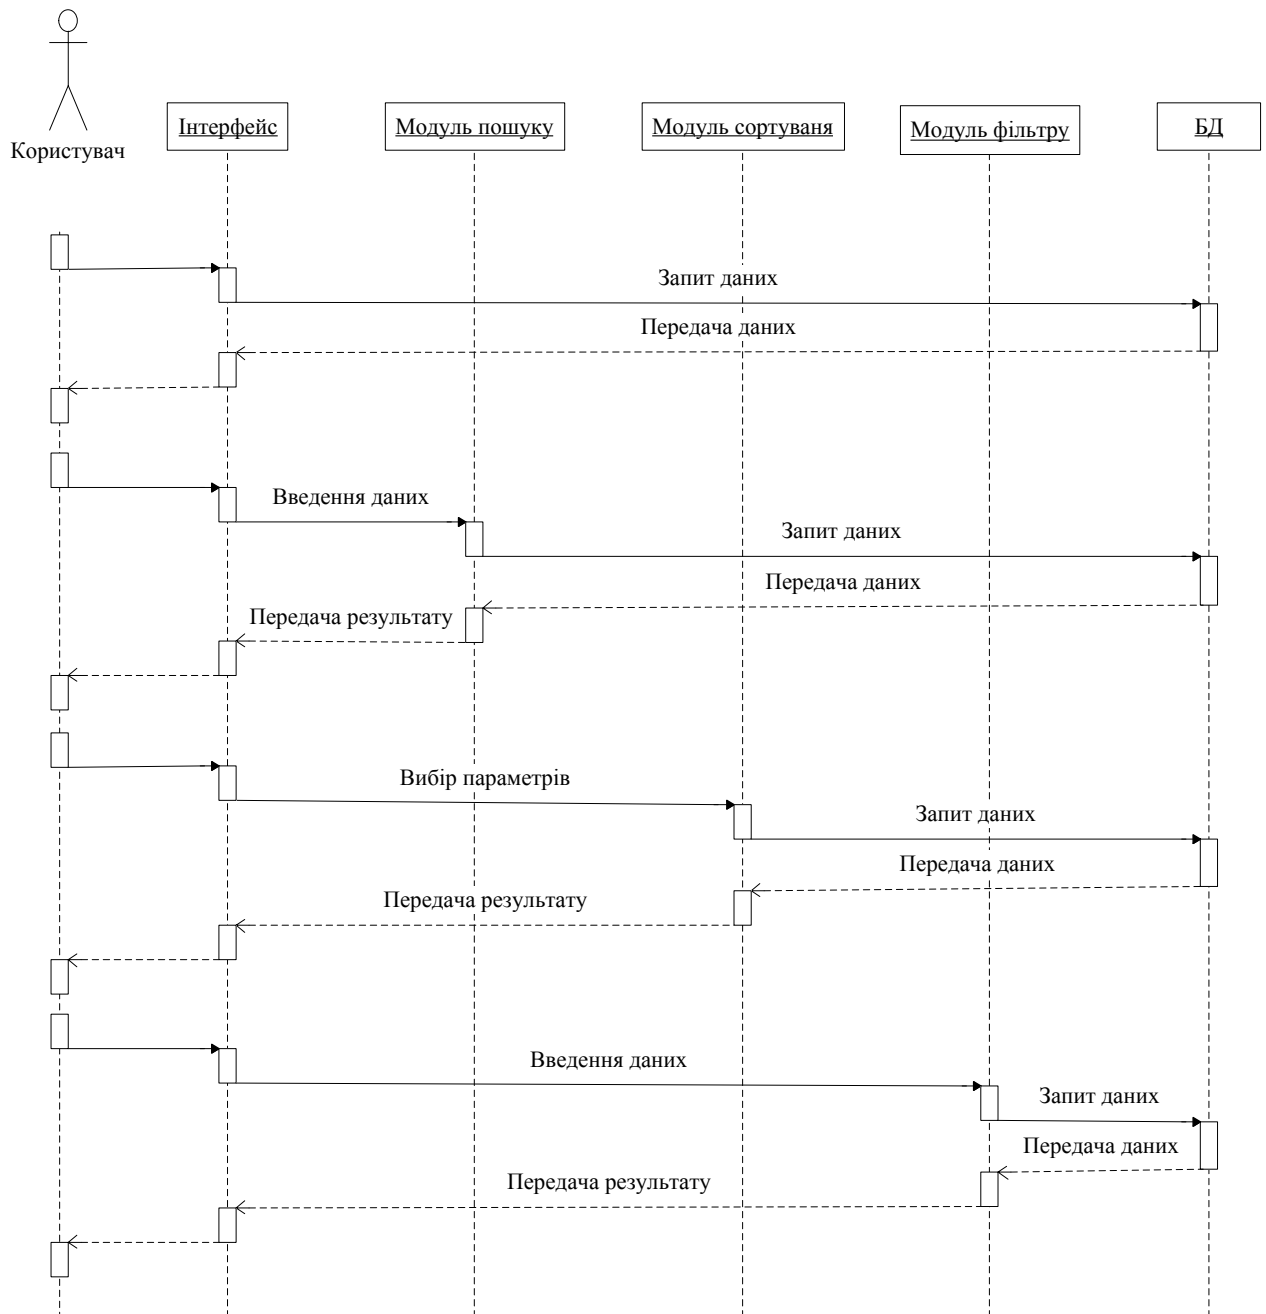 Користувач
Інтерфейс
Модуль пошуку
Модуль сортуваня
Модуль фільтру
БД
Запит даних
Передача даних
Введення даних
Запит даних
Передача даних
Передача результату
Вибір параметрів
Запит даних
Передача даних
Передача результату
Введення даних
Запит даних
Передача даних
Передача результату